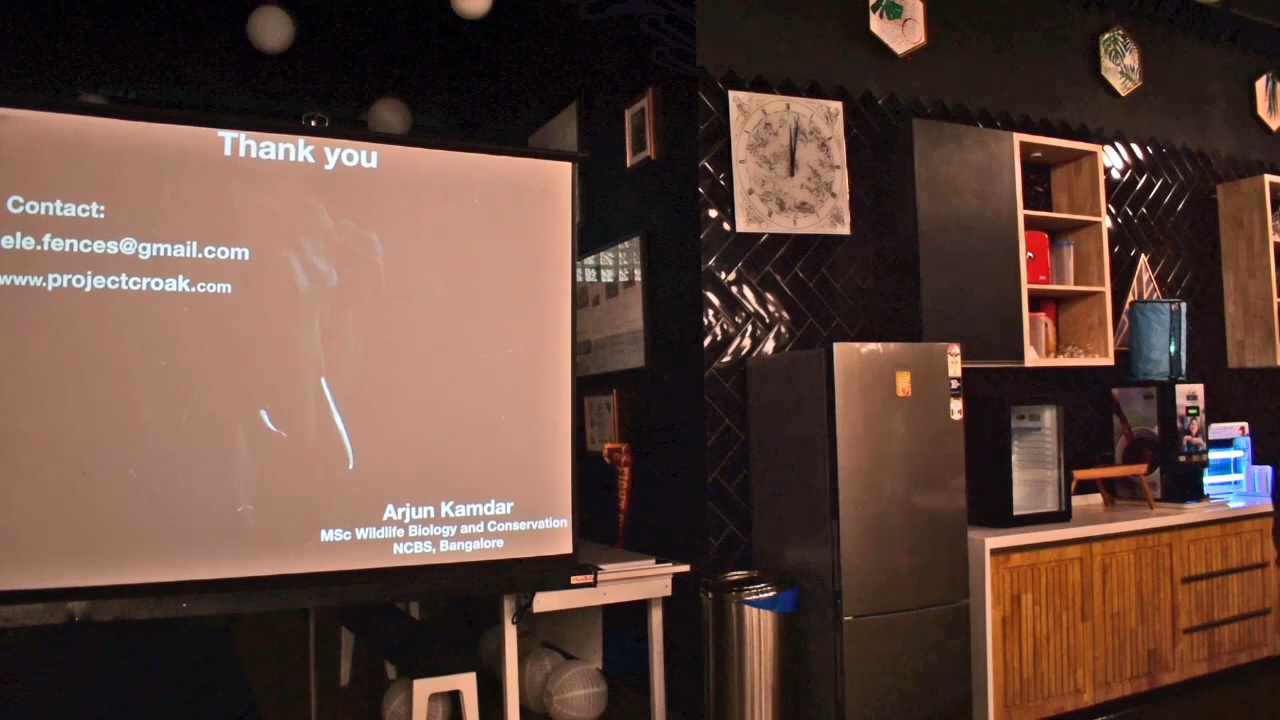 Thank you
Contact:
ele.fences@gmail.com
www.projectcroak.com
Arjun Kamdar
MSc Wildlife Biology and Conservation
NCBS, Bangalore